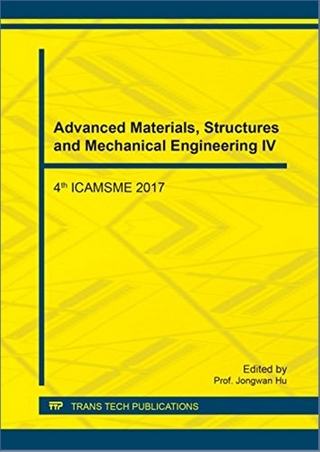 Advanced Materials, Structures
and Mechanical Engineering IV
4th ICAMSME 2017
Edited by
Prof. Jongwan Hu
TTP TRANS TECH PUBLICATIONS